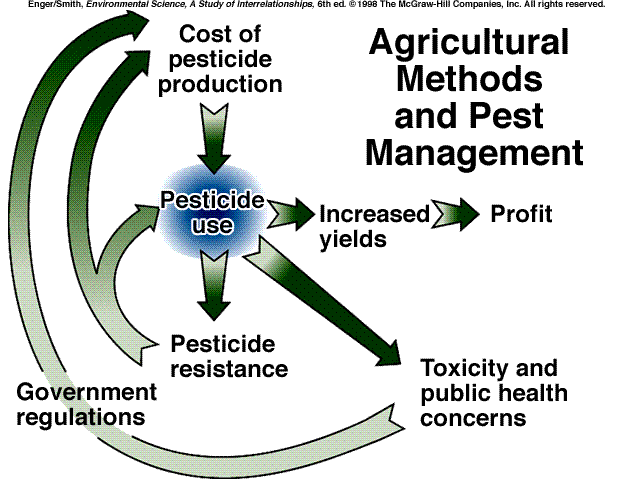 Enger/Smith, Environmental Science, A Study of Interrelationships, 6th ed. ©1998 The McGraw-Hill Companies, Inc. All rights reserved.
Agricultural
Methods
and Pest
Management
Cost of
pesticide
production
Pesticide
use
Increased
yields
Profit
Pesticide
resistance
Toxicity and
public health
concerns
Government
regulations